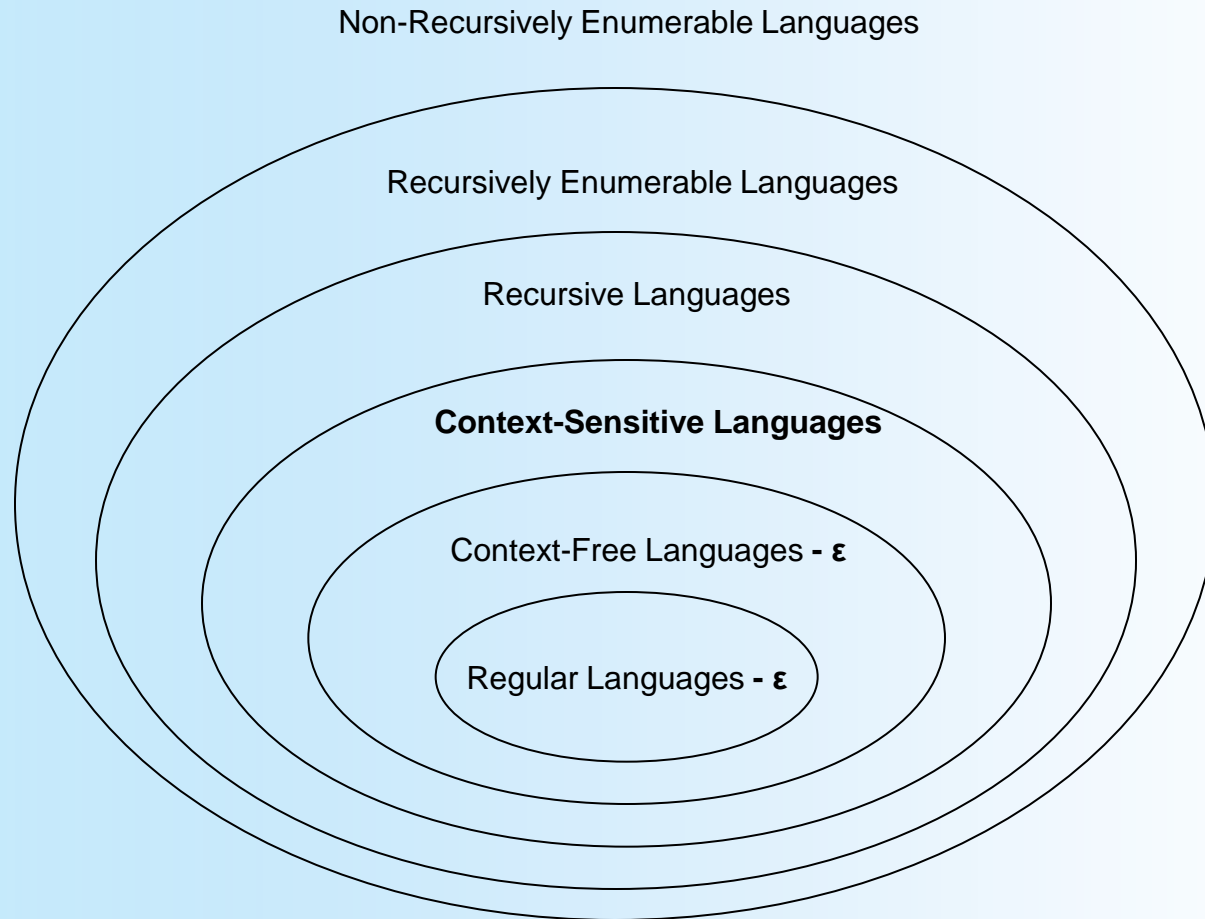 Non-Recursively Enumerable Languages
Recursively Enumerable Languages
Recursive Languages
Context-Sensitive Languages
Context-Free Languages - ε
Regular Languages - ε